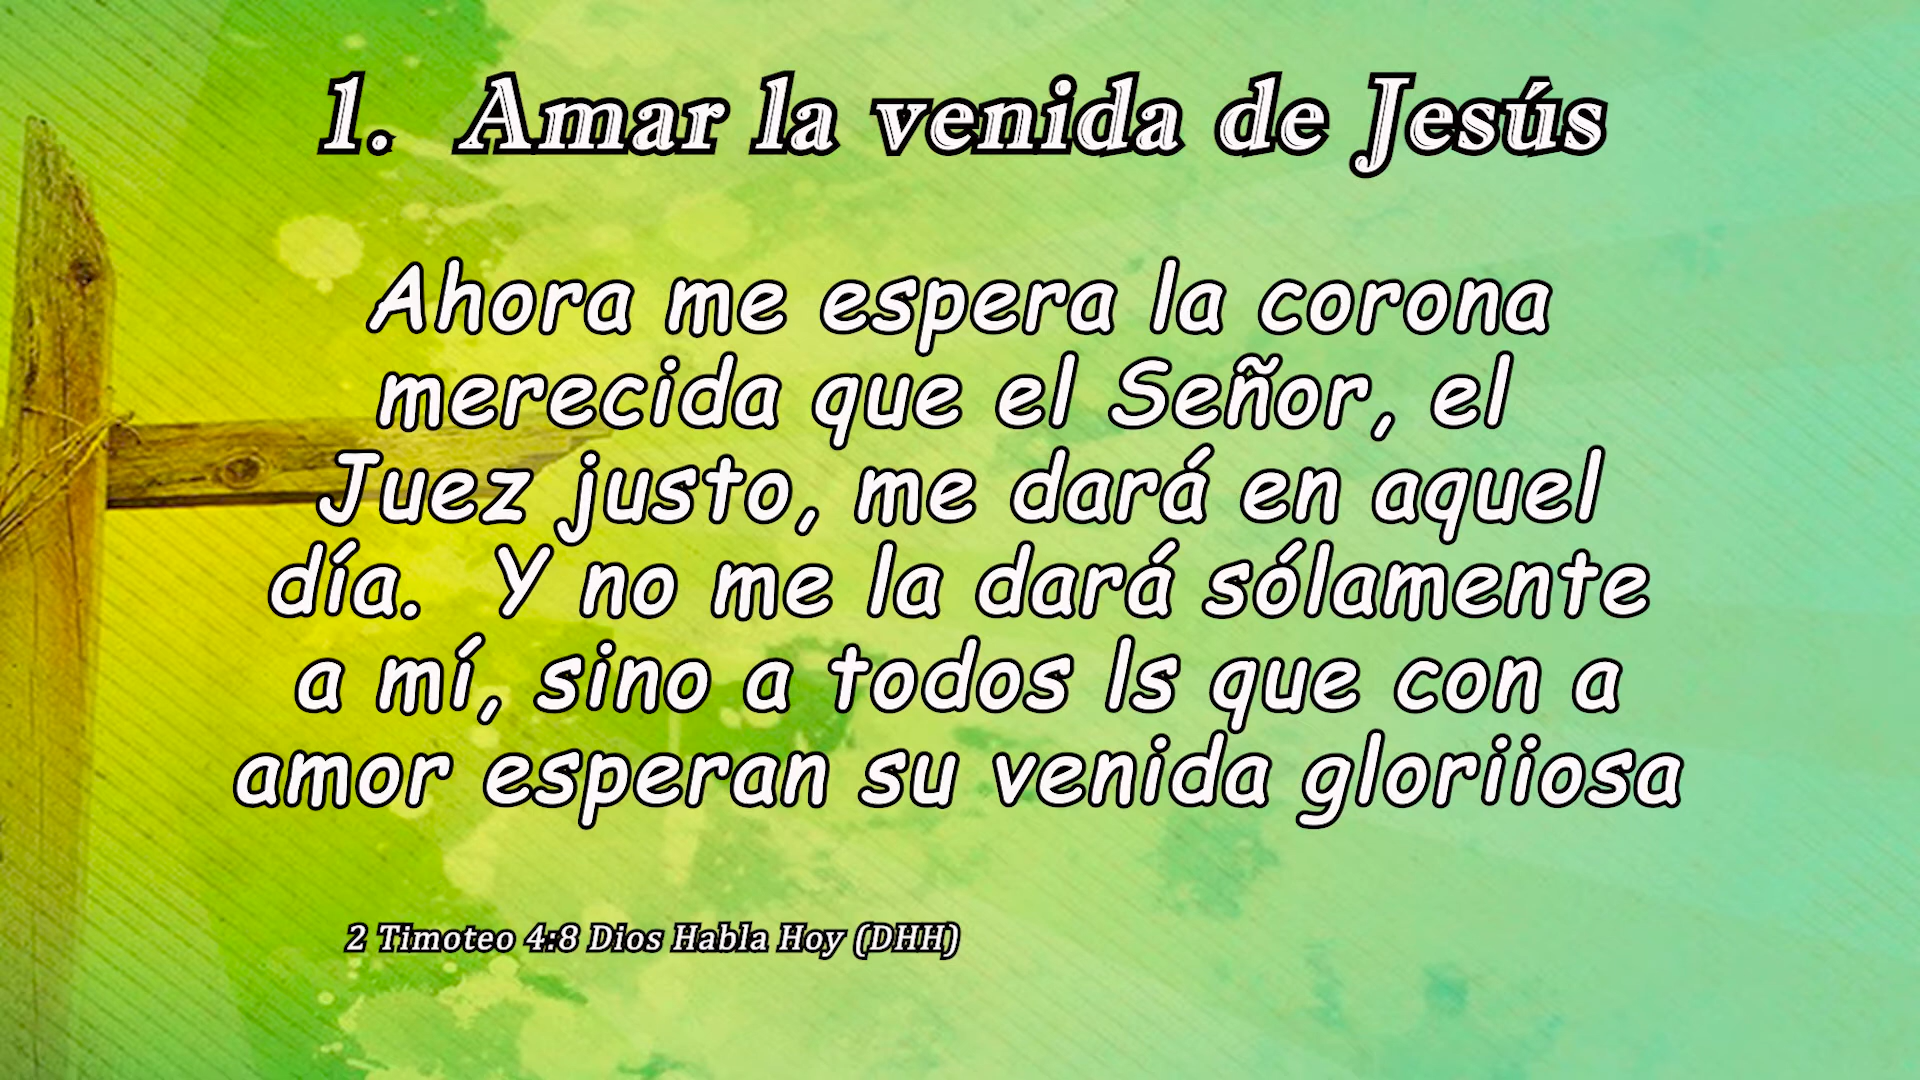 1. Amar la venida de Jesús
Ahora me espera la corona
merecida que el Señor, el
Juez justo, me dará en aquel
día. Y no me la dará sólamente
a mí, sino a todos ls que con a
amor esperan su venida gloriiosa
2 Timoteo 4:8 Dios Habla Hoy (DHH)